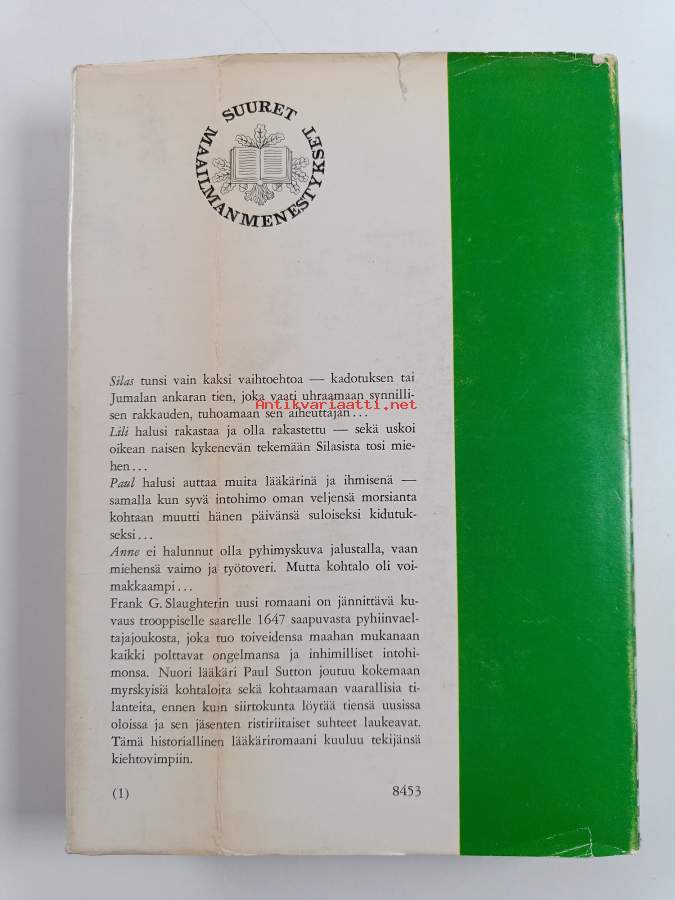 SUURET
MAAILMANMENESTYKSET
Silas tunsi vain kaksi vaihtoehtoa — kadotuksen tai
Jumalan ankaran tien, joka vaati uhraamaan synnilli-
sen rakkauden, tuhoamaan sen aiheuttajan...
Antikvariaatti.net
Lili halusi rakastaa ja olla rakastettu — sekä uskoi
oikean naisen kykenevän tekemään Silasista tosi mie-
hen...
Paul halusi auttaa muita lääkärinä ja ihmisenä —
samalla kun syvä intohimo oman veljensä morsianta
kohtaan muutti hänen päivänsä suloiseksi kidutuk-
seksi...
Anne ei halunnut olla pyhimyskuva jalustalla, vaan
miehensä vaimo ja työtoveri. Mutta kohtalo oli voi-
makkaampi...
Frank G. Slaughterin uusi romaani on jännittävä ku-
vaus trooppiselle saarelle 1647 saapuvasta pyhiinvael-
tajajoukosta, joka tuo toiveidensa maahan mukanaan
kaikki polttavat ongelmansa ja inhimilliset intohi-
monsa. Nuori lääkäri Paul Sutton joutuu kokemaan
myrskyisiä kohtaloita sekä kohtaamaan vaarallisia ti-
lanteita, ennen kuin siirtokunta löytää tiensä uusissa
oloissa ja sen jäsenten ristiriitaiset suhteet laukeavat.
Tämä historiallinen lääkäriromaani kuuluu tekijänsä
kiehtovimpiin.
(1) 8453